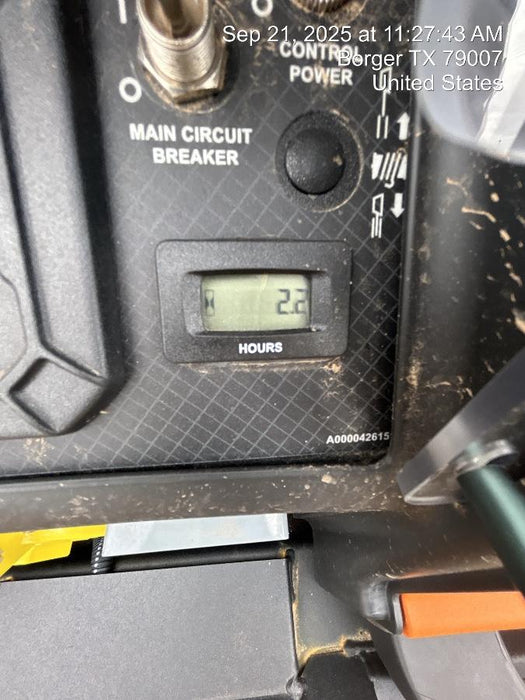 Sep 21, 2025 at 11:27:43 AM
Borger TX 79007
United States
I
O
O
CONTROL
POWER
MAIN CIRCUIT
BREAKER
2.2
HOURS
A000042615